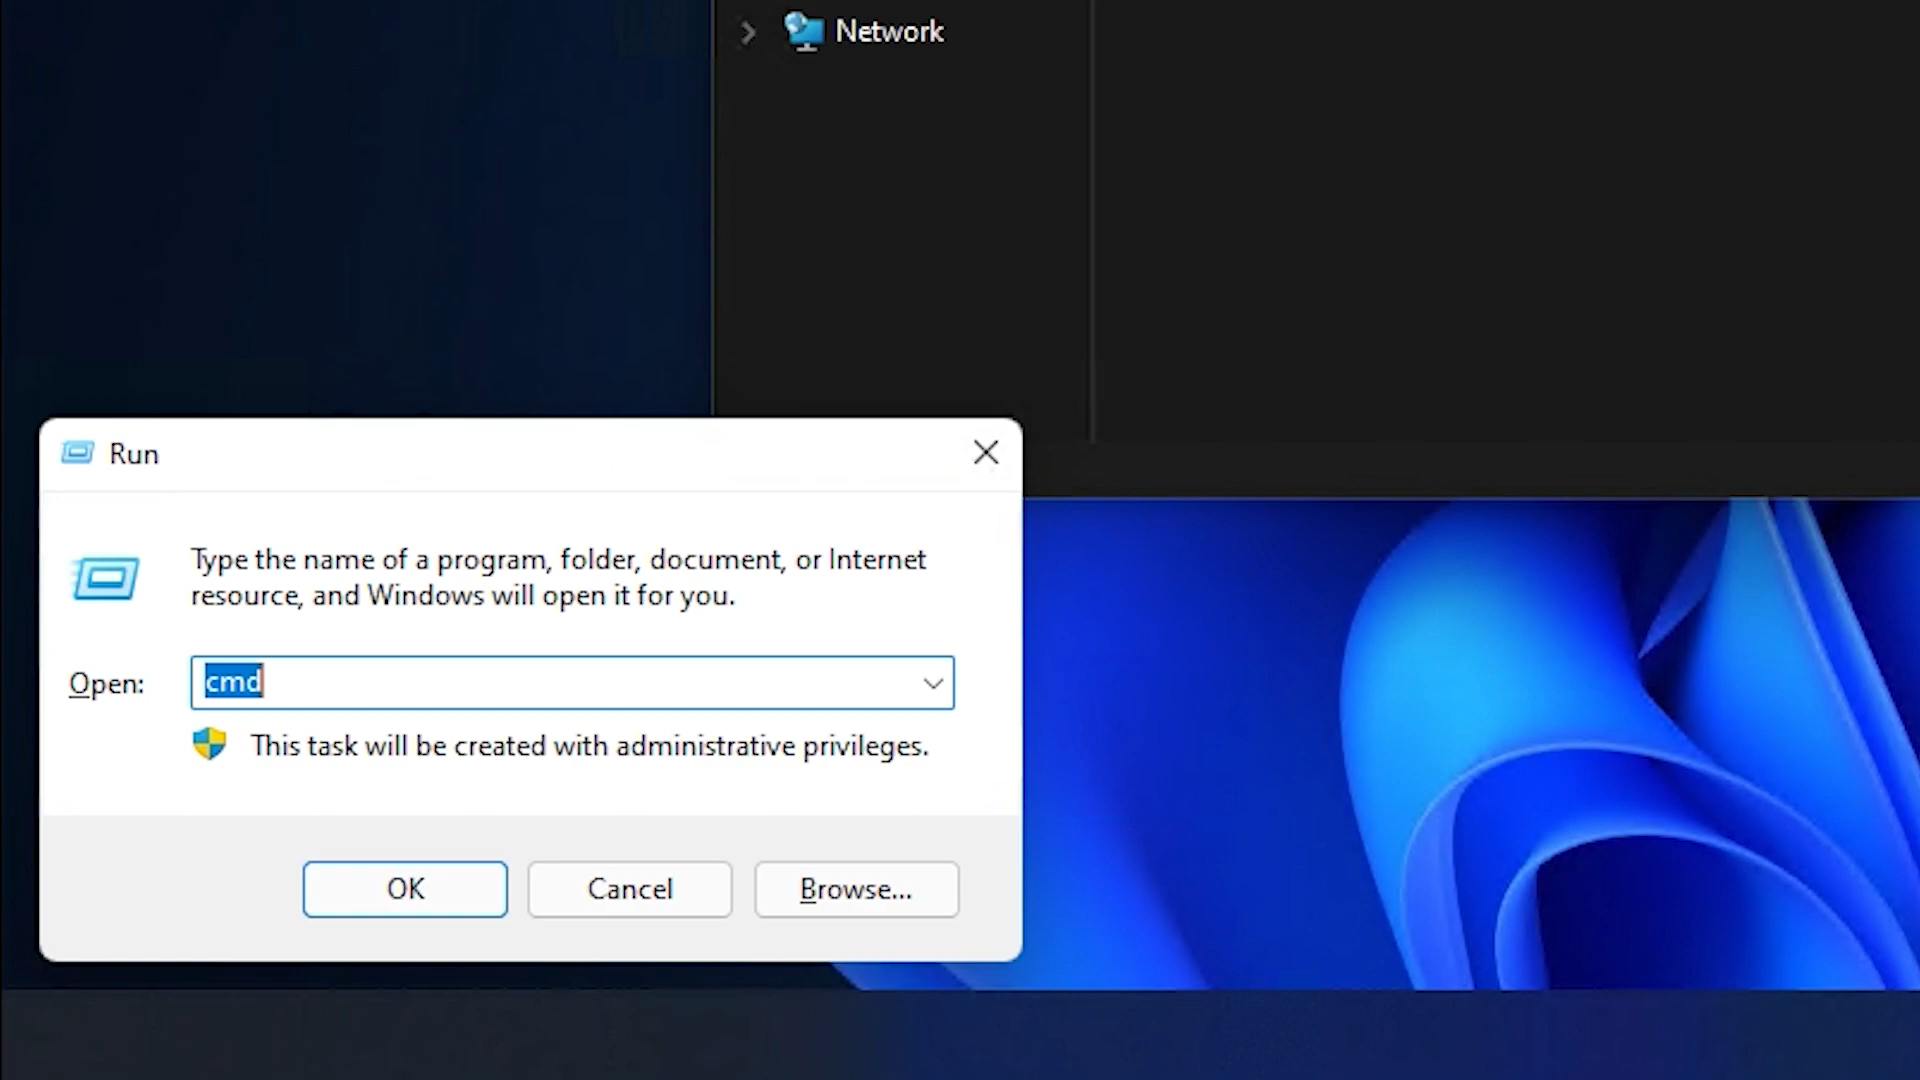 Network
Run
Type the name of a program, folder, document, or Internet
resource, and Windows will open it for you.
Open:
cmd
This task will be created with administrative privileges.
OK
Cancel
Browse...